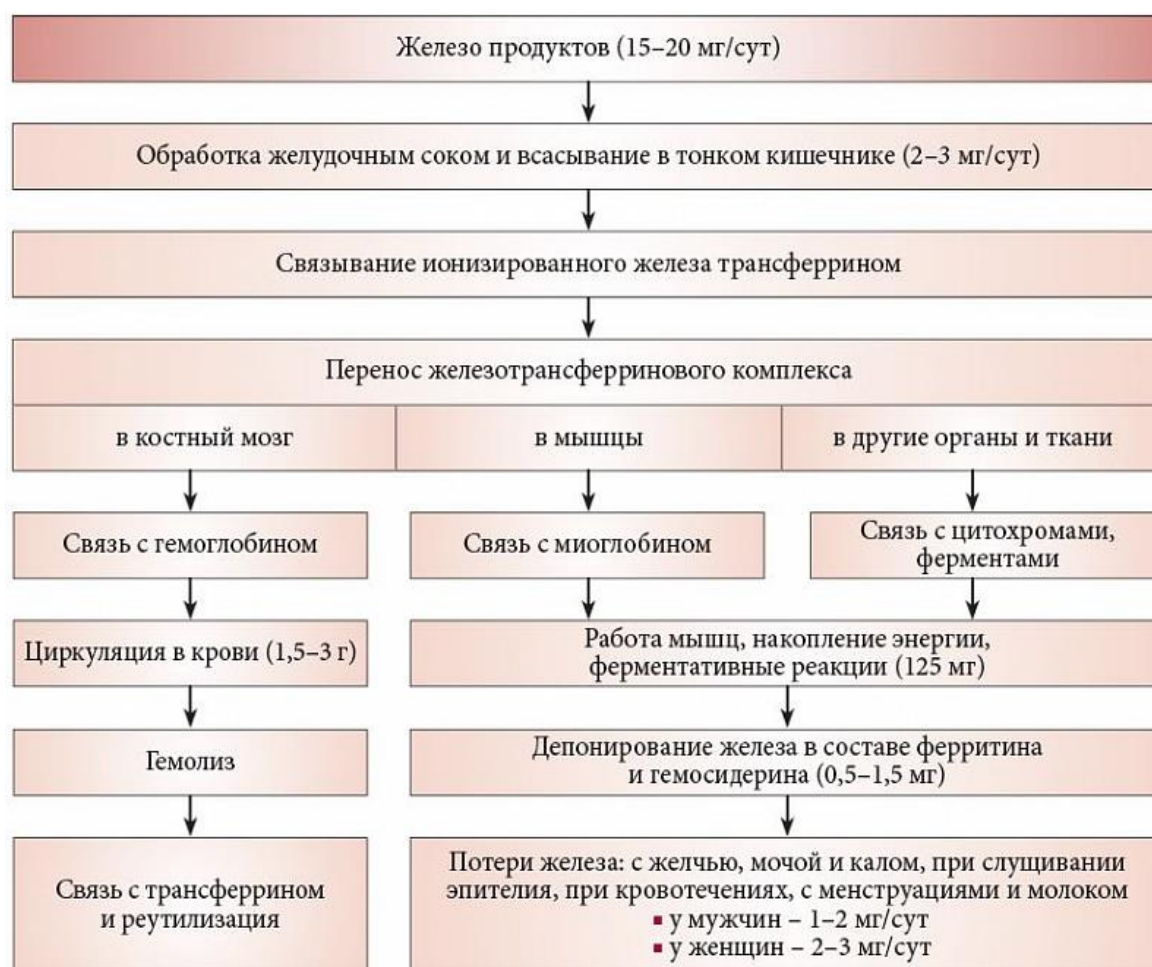 Железо продуктов (15–20 мг/сут)
Обработка желудочным соком и всасывание в тонком кишечнике (2–3 мг/сут)
Связывание ионизированного железа трансферрином
Перенос железотрансферринового комплекса
в костный мозг
в мышцы
в другие органы и ткани
Связь с гемоглобином
Связь с миоглобином
Связь с цитохромами,
ферментами
Циркуляция в крови (1,5–3 г)
Работа мышц, накопление энергии,
ферментативные реакции (125 мг)
Гемолиз
Депонирование железа в составе ферритина
и гемосидерина (0,5–1,5 мг)
Связь с трансферрином
и реутилизация
Потери железа: с желчью, мочой и калом, при слущивании
эпителия, при кровотечениях, с менструациями и молоком
▪ у мужчин – 1–2 мг/сут
▪ у женщин – 2–3 мг/сут